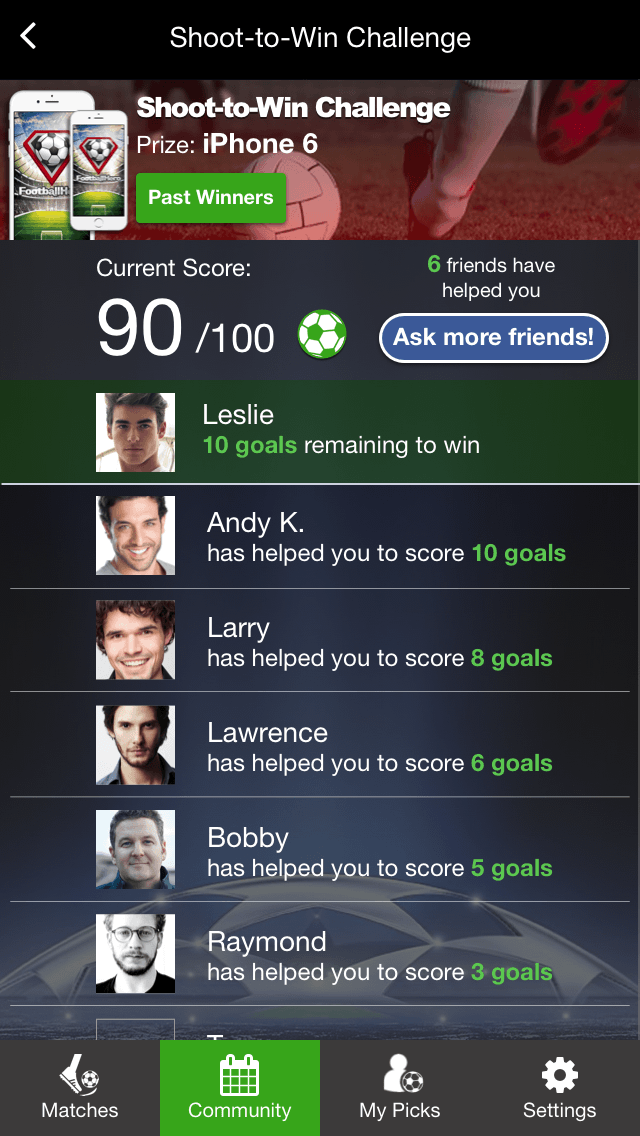 Shoot-to-Win Challenge
Shoot-to-Win Challenge
Prize: iPhone 6
Past Winners
Current Score:
90 /100
6 friends have
helped you
Ask more friends!
Leslie
10 goals remaining to win
Andy K.
has helped you to score 10 goals
Larry
has helped you to score 8 goals
Lawrence
has helped you to score 6 goals
Bobby
has helped you to score 5 goals
Raymond
has helped you to score 3 goals
Matches
Community
My Picks
Settings